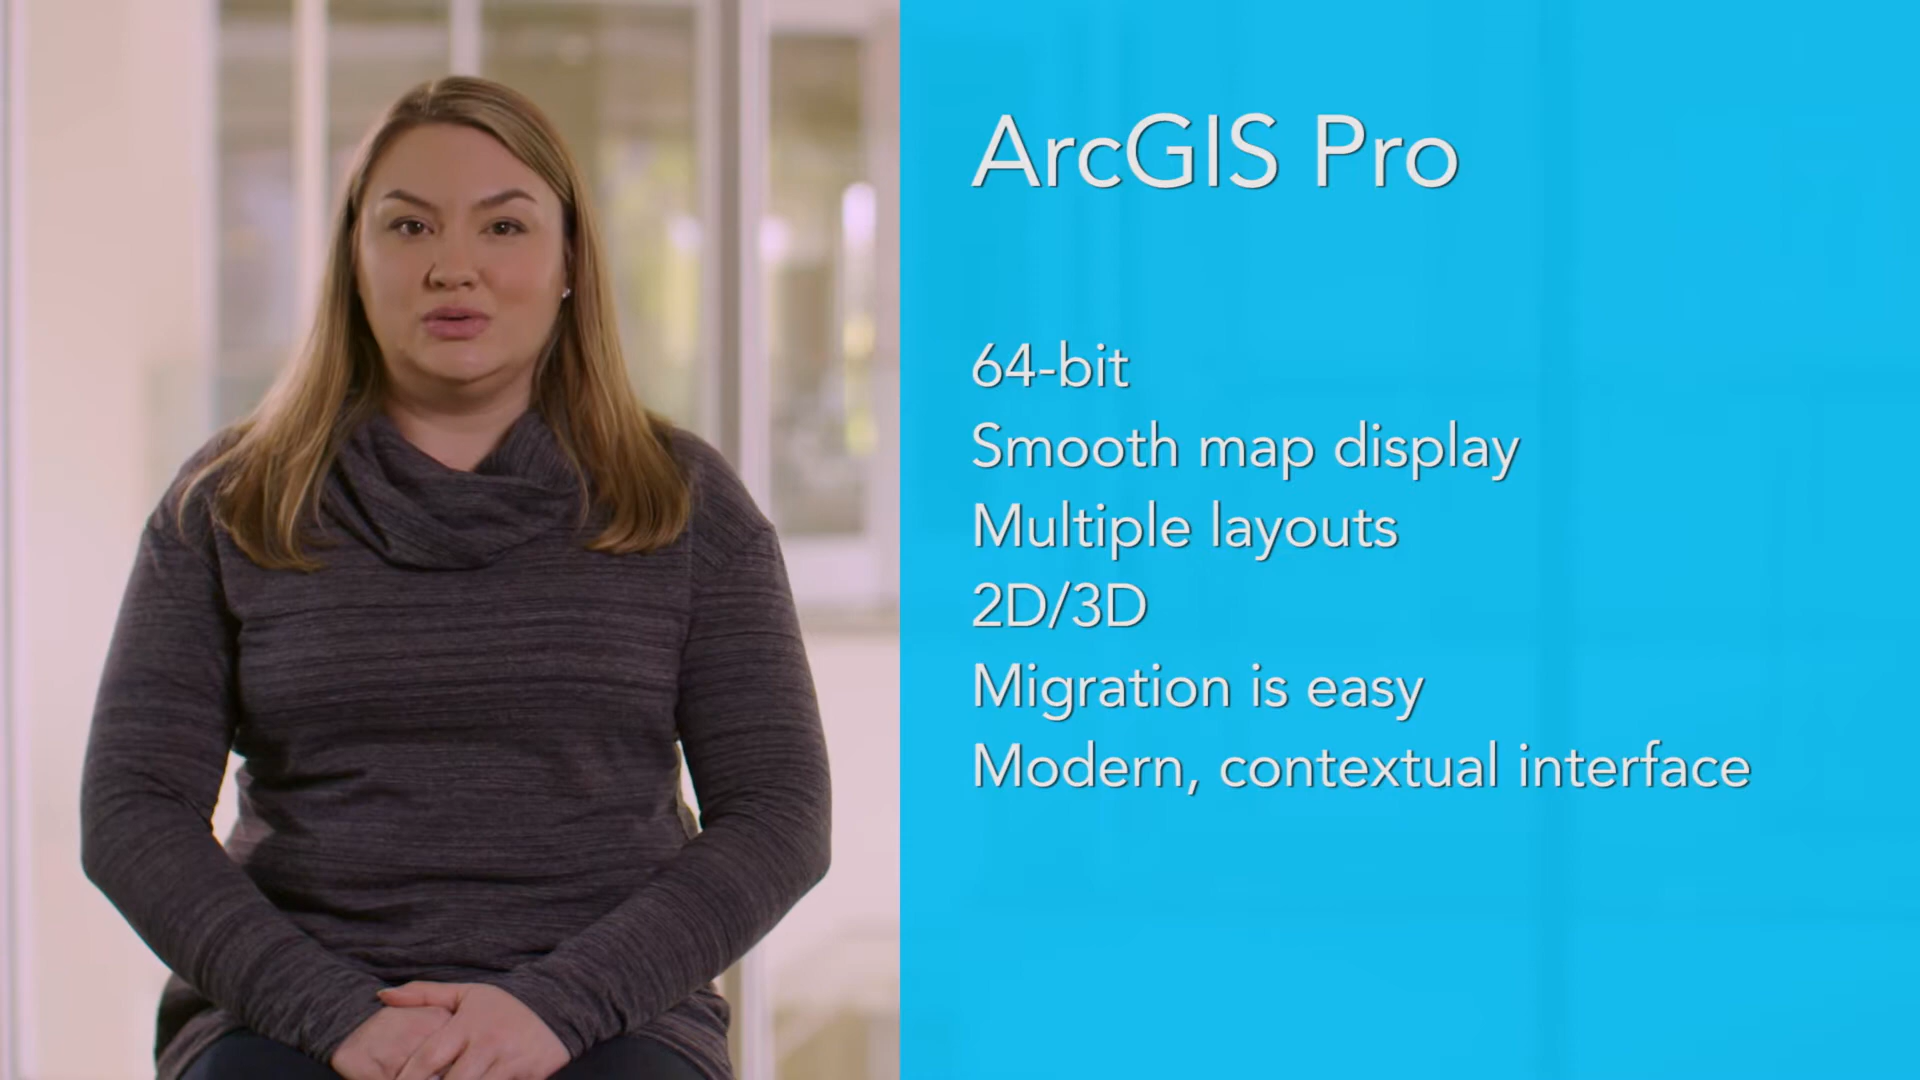 ArcGIS Pro
64-bit
Smooth map display
Multiple layouts
2D/3D
Migration is easy
Modern, contextual interface